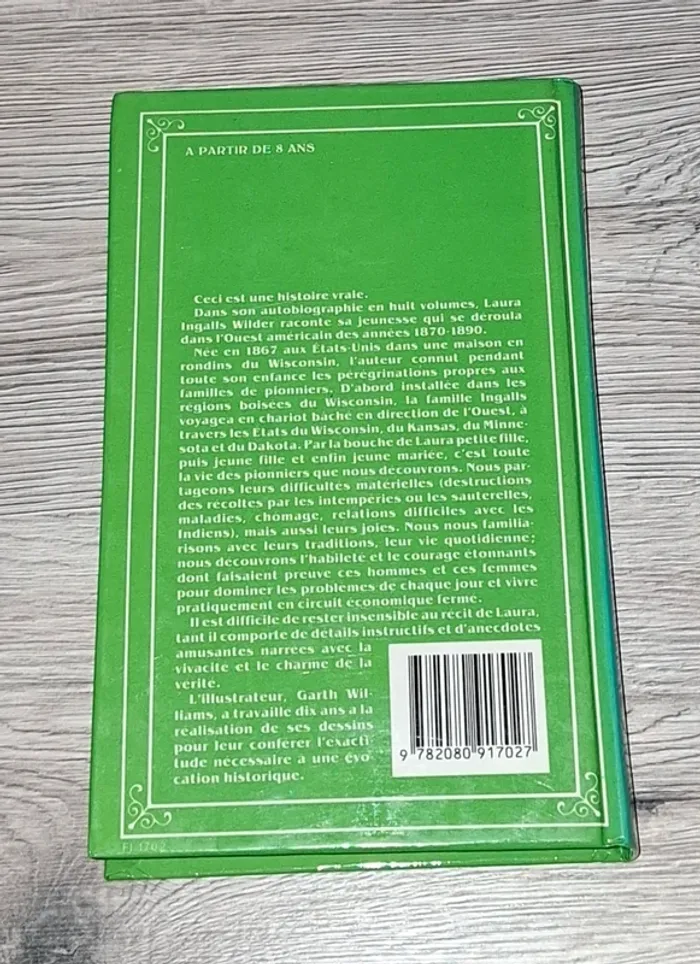 A PARTIR DE 8 ANS
Ceci est une histoire vraie.
Dans son autobiographie en huit volumes, Laura
Ingalls Wilder raconte sa jeunesse qui se déroula
dans l'Ouest américain des années 1870-1890.
Née en 1867 aux États-Unis dans une maison en
rondins du Wisconsin, l'auteur connut pendant
toute son enfance les pérégrinations propres aux
familles de pionniers. D'abord installée dans les
régions boisées du Wisconsin, la famille Ingalls
voyagea en chariot bâché en direction de l'Ouest, à
travers les États du Wisconsin, du Kansas, du Minne-
sota et du Dakota. Par la bouche de Laura petite fille,
puis jeune fille et enfin jeune mariée, c'est toute
la vie des pionniers que nous découvrons. Nous par-
tageons leurs difficultés matérielles (destructions
des récoltes par les intempéries ou les sauterelles,
maladies, chômage, relations difficiles avec les
Indiens), mais aussi leurs joies. Nous nous familia-
risons avec leurs traditions, leur vie quotidienne;
nous découvrons l'habileté et le courage étonnants
dont faisaient preuve ces hommes et ces femmes
pour dominer les problèmes de chaque jour et vivre
pratiquement en circuit économique fermé.
Il est difficile de rester insensible au récit de Laura,
tant il comporte de détails instructifs et d'anecdotes
amusantes narrées avec la
vivacité et le charme de la
vérité.
L'illustrateur, Garth Wil-
liams, a travaillé dix ans à la
réalisation de ses dessins
pour leur conférer l'exacti-
tude nécessaire à une évo-
cation historique.
9 782080 917027